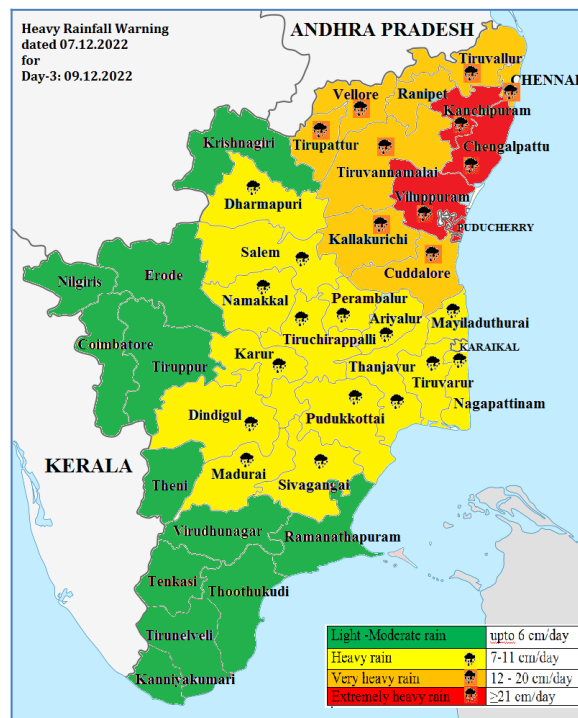 Heavy Rainfall Warning
dated 07.12.2022
for
Day-3: 09.12.2022
ANDHRA PRADESH
Tiruvallur
CHENNAI
Vellore
Ranipet
Kanchipuram
Krishnagiri
Tirupattur
Chengalpattu
Tiruvannamalai
Dharmapuri
Viluppuram
PUDUCHERRY
Kallakurichi
Salem
Cuddalore
Erode
Nilgiris
Namakkal
Perambalur
Ariyalur
Mayiladuthurai
Tiruchirappalli
Coimbatore
KARAIKAL
Karur
Tiruppur
Thanjavur
Tiruvarur
Nagapattinam
Dindigul
Pudukkottai
KERALA
Madurai
Theni
Sivagangai
Virudhunagar
Ramanathapuram
Tenkasi
Thoothukudi
Tirunelveli
Kanniyakumari
Light -Moderate rain upto 6 cm/day
Heavy rain 7-11 cm/day
Very heavy rain 12 - 20 cm/day
Extremely heavy rain ≥21 cm/day